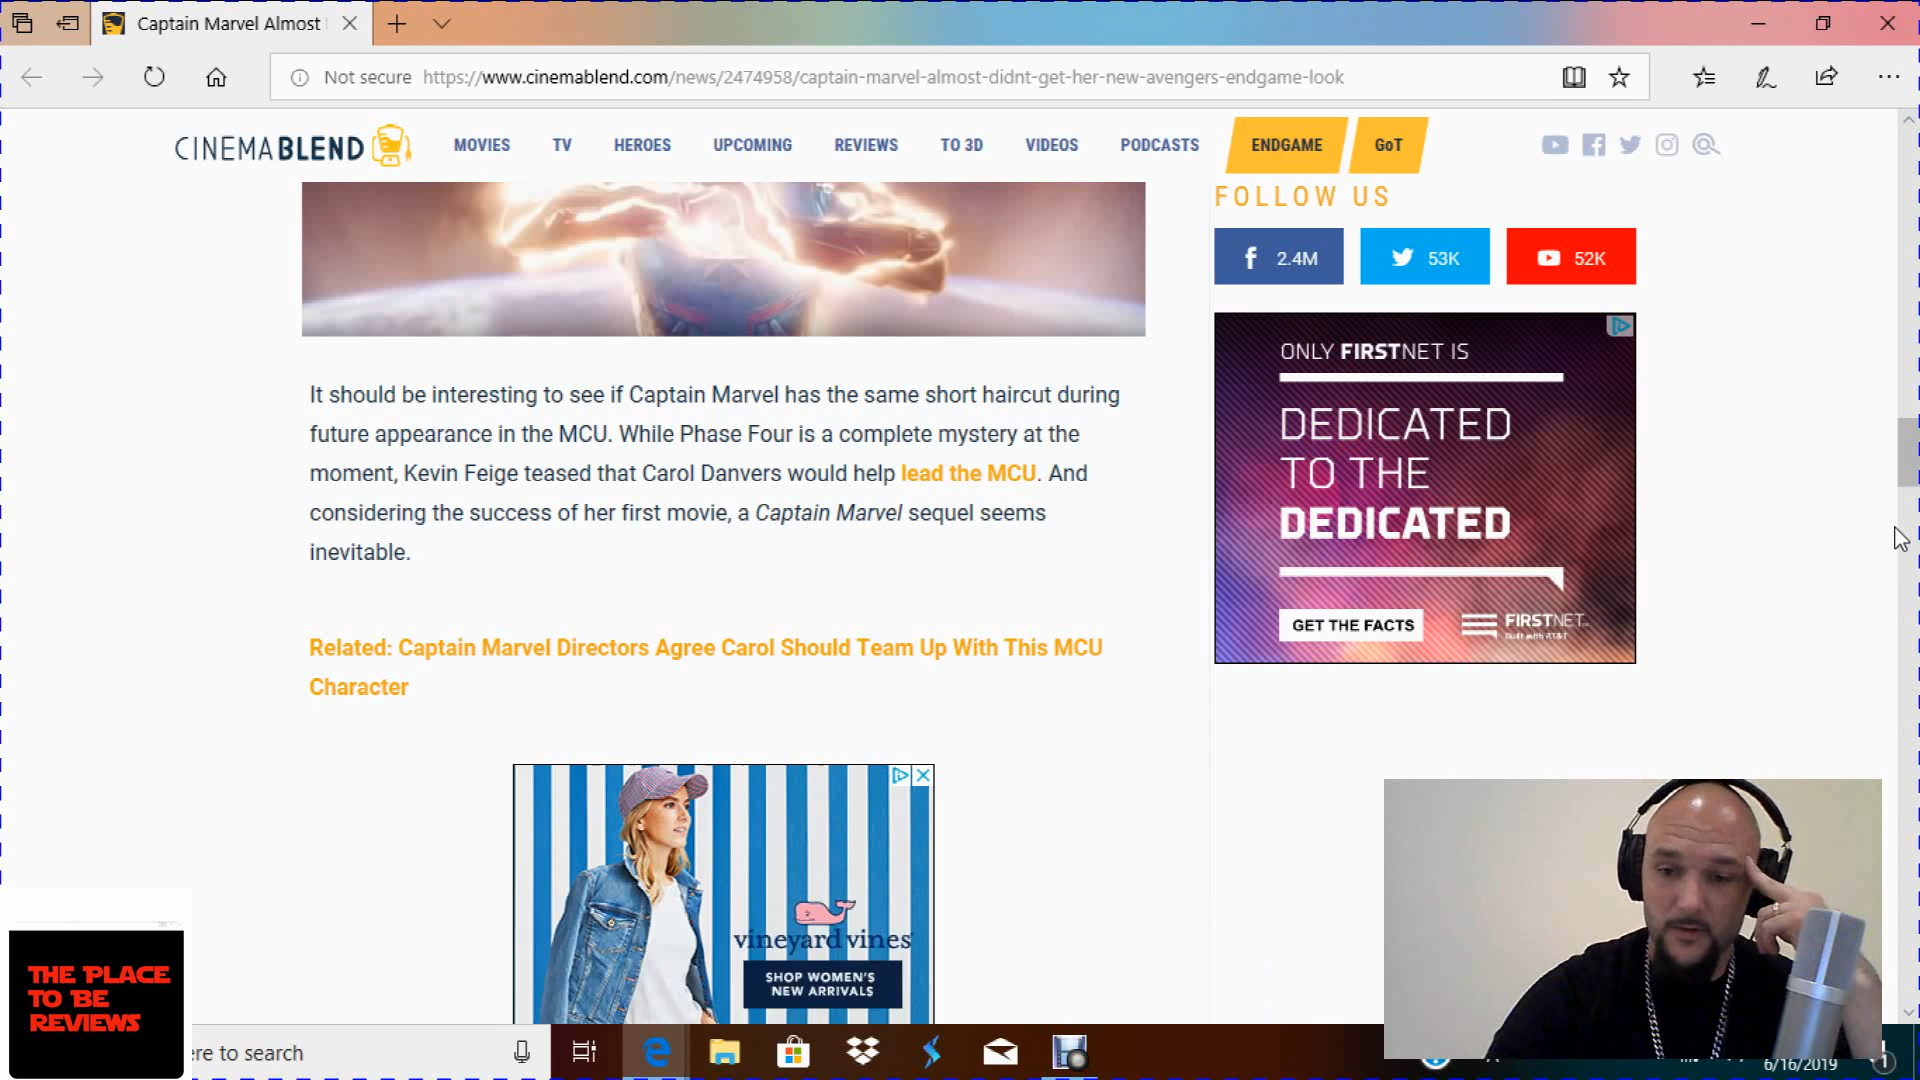 Captain Marvel Almost
Not secure https://www.cinemablend.com/news/2474958/captain-marvel-almost-didnt-get-her-new-avengers-endgame-look
CINEMABLEND MOVIES TV HEROES UPCOMING REVIEWS TO 3D VIDEOS PODCASTS ENDGAME GoT
FOLLOW US
2.4M 53K 52K
It should be interesting to see if Captain Marvel has the same short haircut during
future appearance in the MCU. While Phase Four is a complete mystery at the
moment, Kevin Feige teased that Carol Danvers would help lead the MCU. And
considering the success of her first movie, a Captain Marvel sequel seems
inevitable.
Related: Captain Marvel Directors Agree Carol Should Team Up With This MCU
Character
ONLY FIRSTNET IS
DEDICATED
TO THE
DEDICATED
GET THE FACTS
FIRSTNET
Built with AT&T
vineyard vines
SHOP WOMEN'S
NEW ARRIVALS
THE PLACE
TO BE
REVIEWS
ere to search
6/16/2019
1